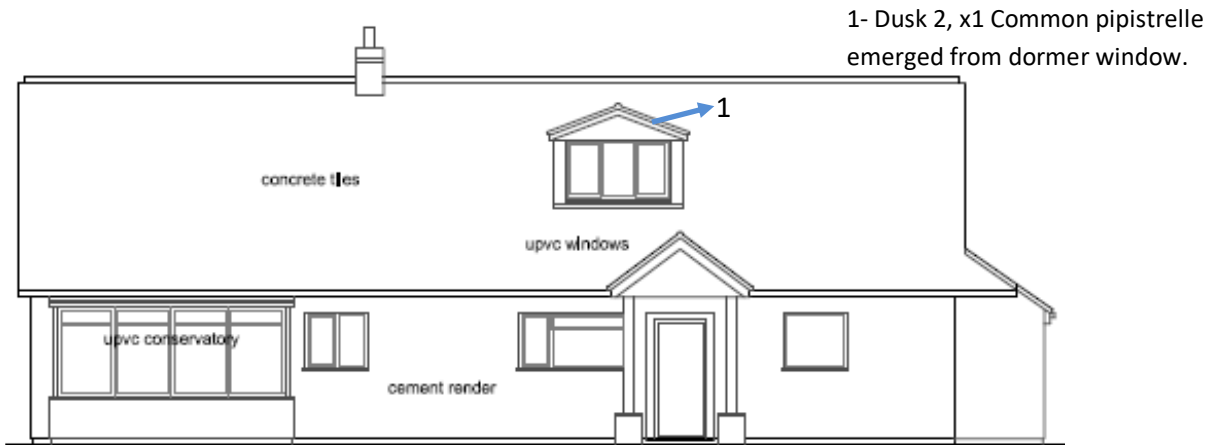 1- Dusk 2, x1 Common pipistrelle
emerged from dormer window.
1
concrete tiles
upvc windows
upvc conservatory
cement render